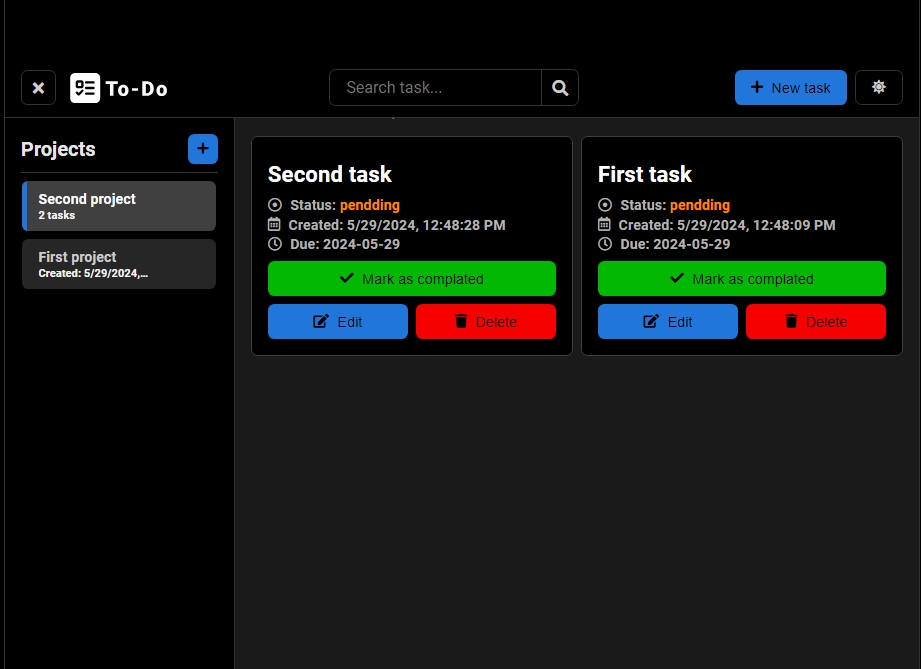 To-Do
Search task...
New task
Projects
Second project
2 tasks
First project
Created: 5/29/2024,...
Second task
Status: pendding
Created: 5/29/2024, 12:48:28 PM
Due: 2024-05-29
Mark as complated
Edit
Delete
First task
Status: pendding
Created: 5/29/2024, 12:48:09 PM
Due: 2024-05-29
Mark as complated
Edit
Delete